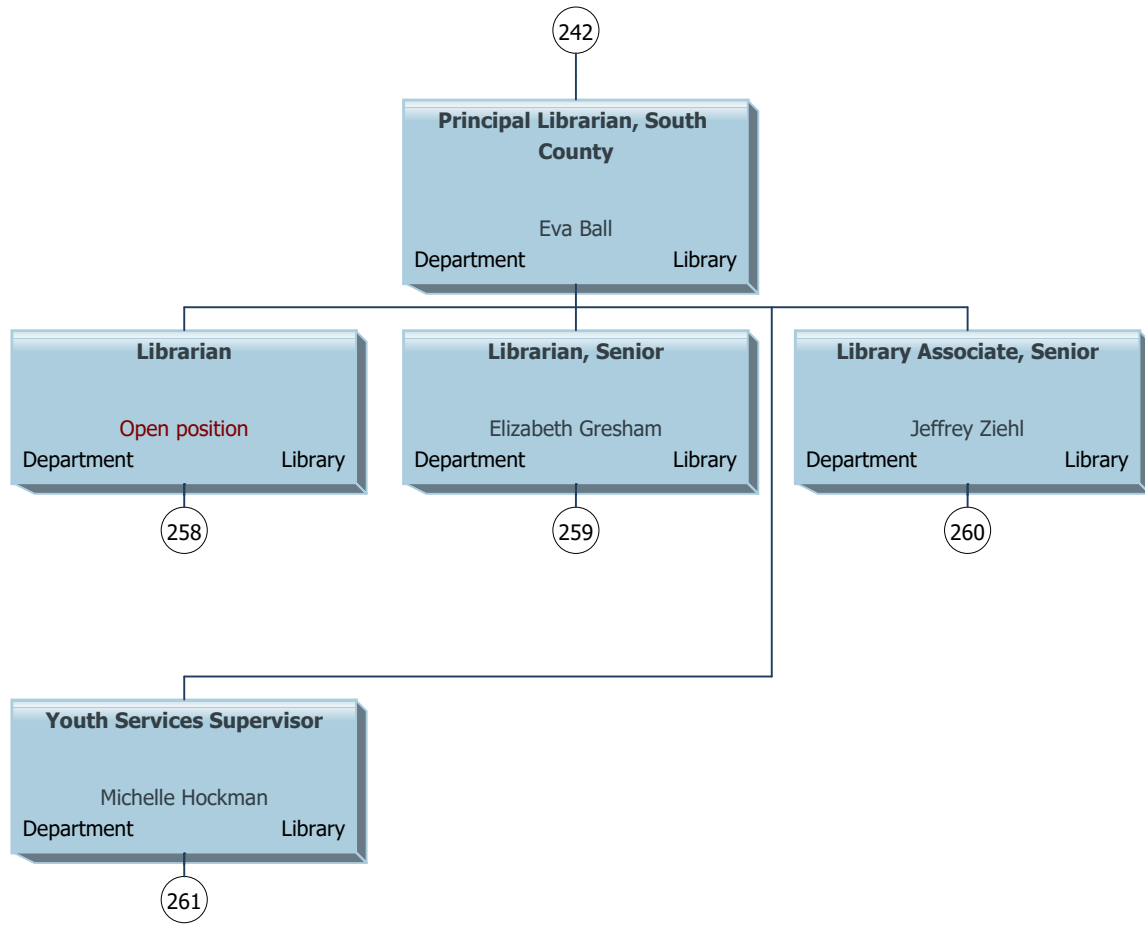 242
Principal Librarian, South
County
Eva Ball
Department Library
Librarian
Open position
Department Library
258
Librarian, Senior
Elizabeth Gresham
Department Library
259
Library Associate, Senior
Jeffrey Ziehl
Department Library
260
Youth Services Supervisor
Michelle Hockman
Department Library
261